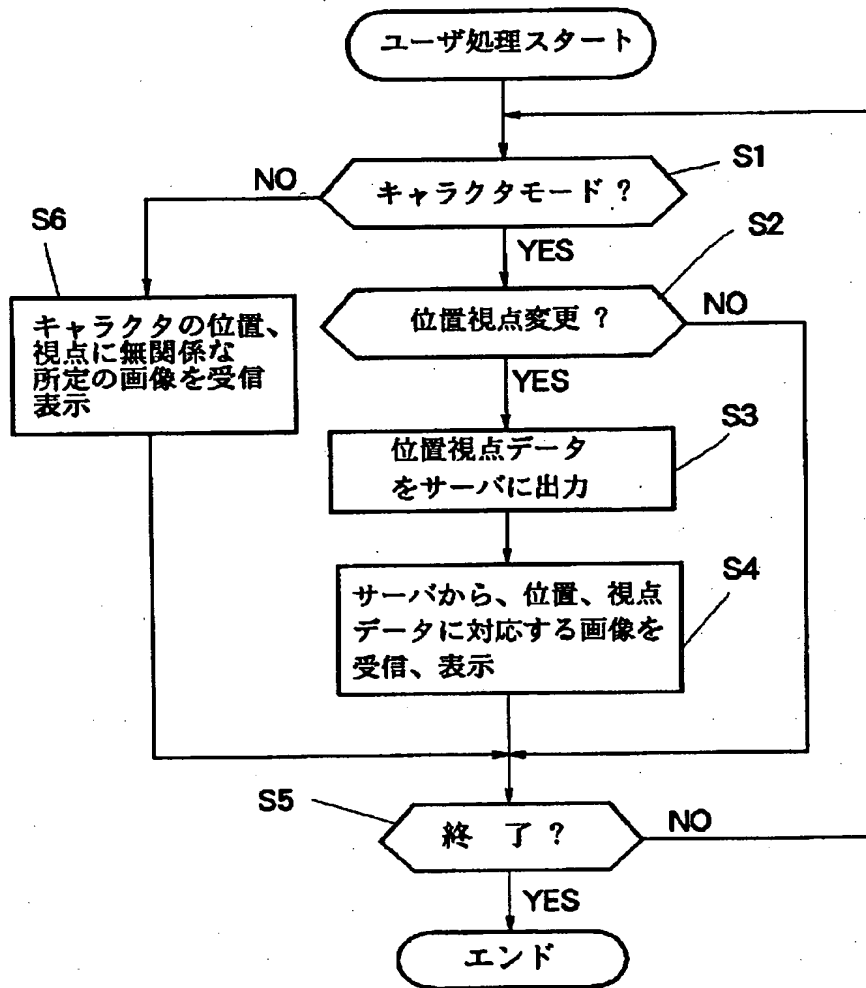 ユーザ処理スタート
S1
キャラクタモード？
NO
YES
S6
キャラクタの位置、
視点に無関係な
所定の画像を受信
表示
S2
位置視点変更？
NO
YES
S3
位置視点データ
をサーバに出力
S4
サーバから、位置、視点
データに対応する画像を
受信、表示
S5
終 了？
NO
YES
エンド